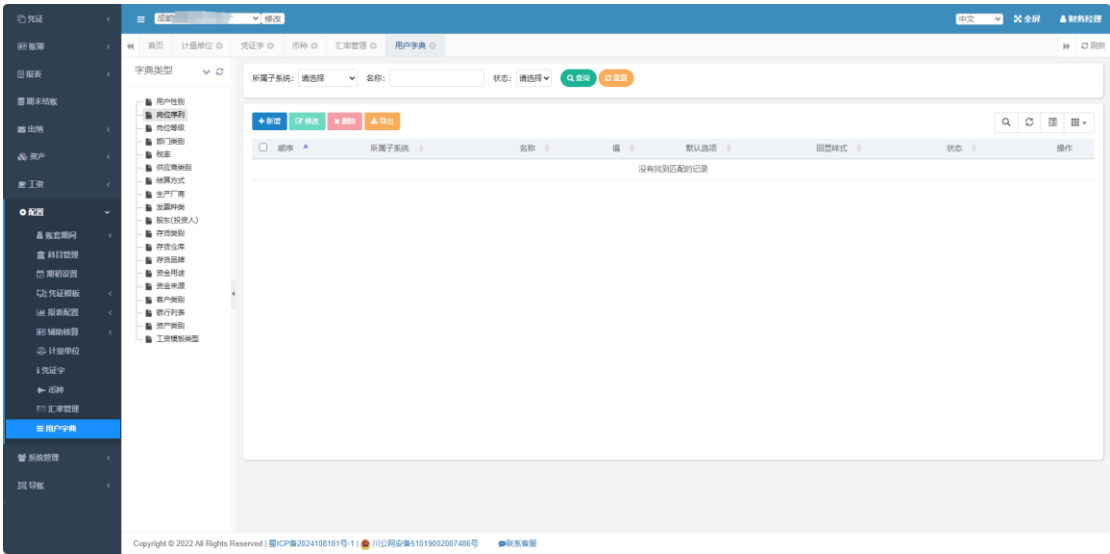 凭证
账簿
报表
期末结账
出纳
资产
工资
配置
账套期间
科目管理
期初设置
凭证模板
报表配置
辅助核算
计量单位
凭证字
币种
汇率管理
用户字典
系统管理
导账
成都 修改
中文 全屏 财务经理
首页 计量单位 凭证字 币种 汇率管理 用户字典 刷新
字典类型
用户性别
岗位序列
岗位等级
部门类别
税率
供应商类别
结算方式
生产厂商
发票种类
股东(投资人)
存货类别
存货仓库
存货品牌
资金用途
资金来源
客户类别
银行列表
资产类别
工资模板类型
所属子系统: 请选择 名称: 状态: 请选择 查询 重置
新增 修改 删除 导出
顺序 所属子系统 名称 值 默认选项 回显样式 状态 操作
没有找到匹配的记录
Copyright © 2022 All Rights Reserved | 蜀ICP备2024108181号-1 | 川公网安备51019002007486号 联系客服